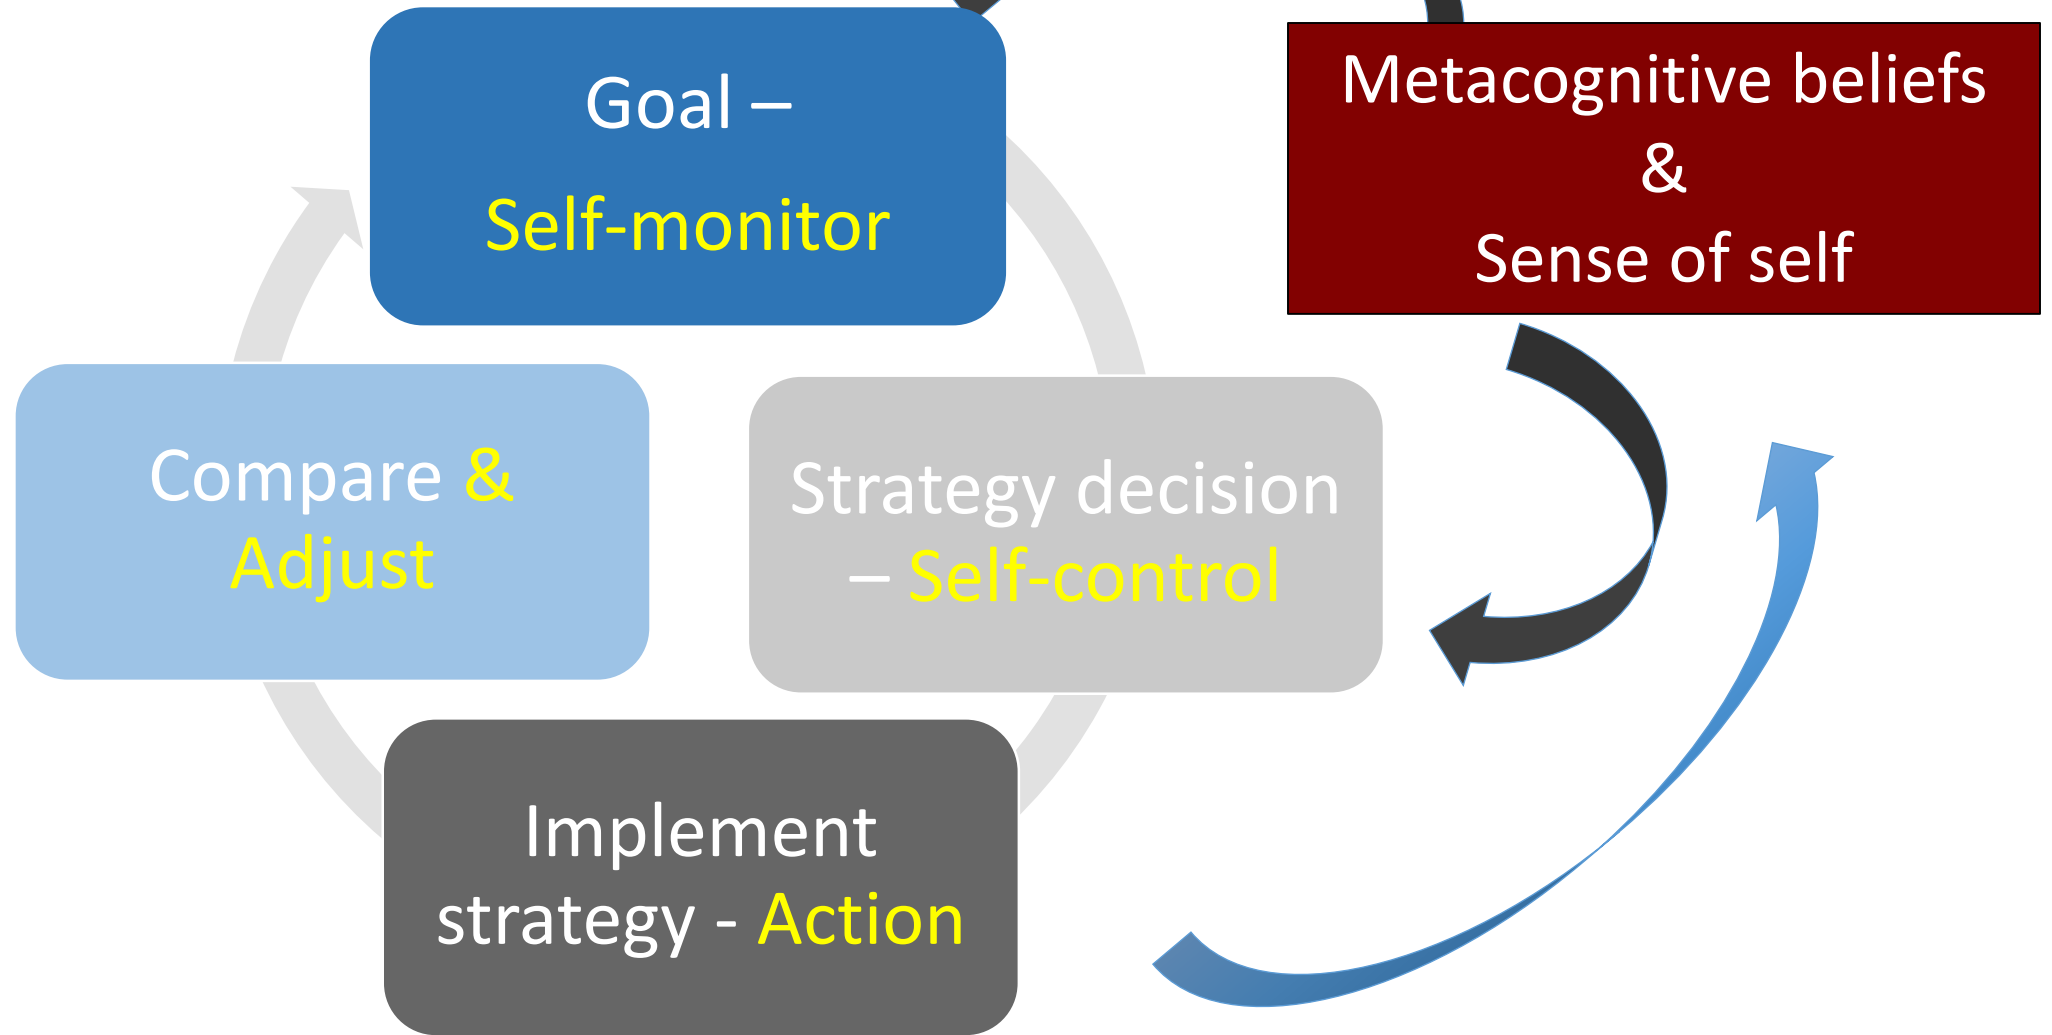 Goal –
Self-monitor
Metacognitive beliefs
&
Sense of self
Strategy decision
– Self-control
Implement
strategy - Action
Compare &
Adjust